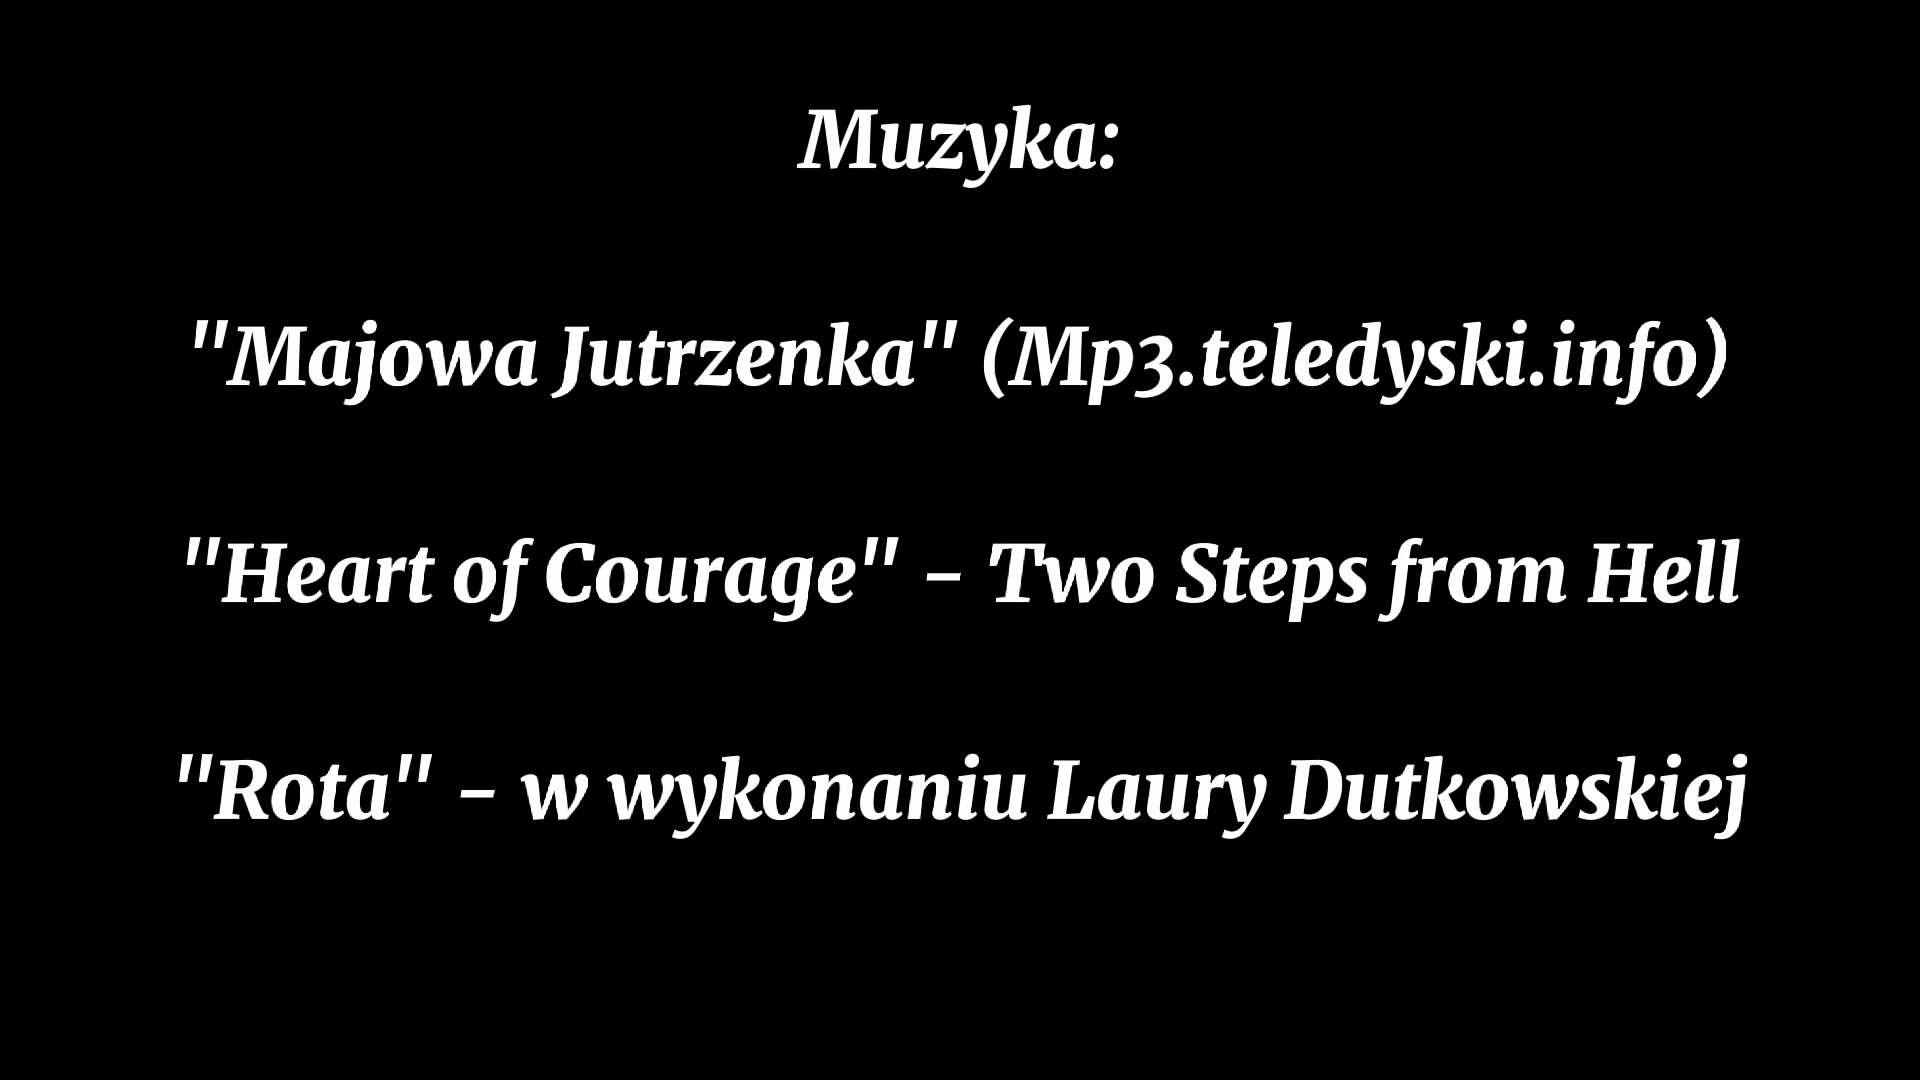 Muzyka:
"Majowa Jutrzenka" (Mp3.teledyski.info)
"Heart of Courage" – Two Steps from Hell
"Rota" – w wykonaniu Laury Dutkowskiej